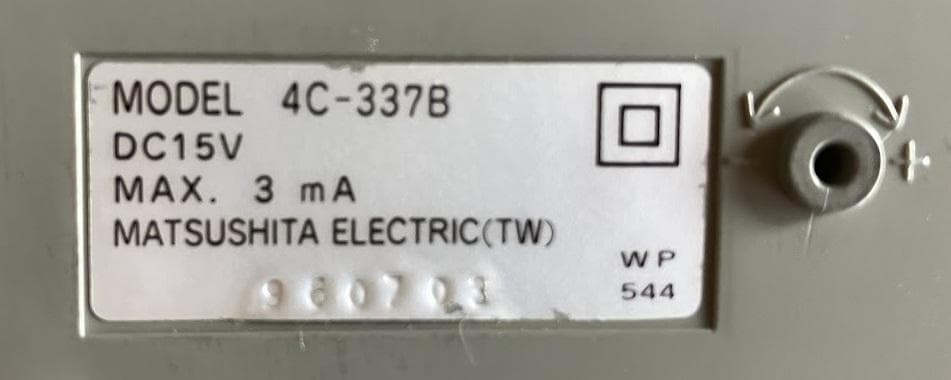 MODEL 4C-337B
DC15V
MAX. 3 mA
MATSUSHITA ELECTRIC(TW)
WP
544
960703
- +